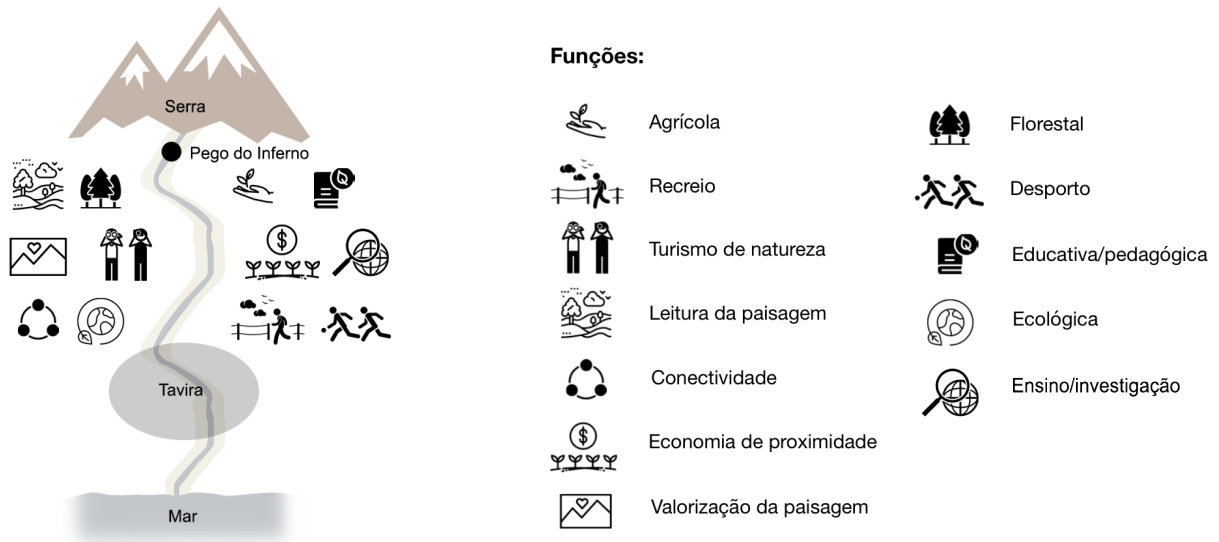 Serra
Pego do Inferno
Tavira
Mar
Funções:
Agrícola
Recreio
Turismo de natureza
Leitura da paisagem
Conectividade
Economia de proximidade
Valorização da paisagem
Florestal
Desporto
Educativa/pedagógica
Ecológica
Ensino/investigação